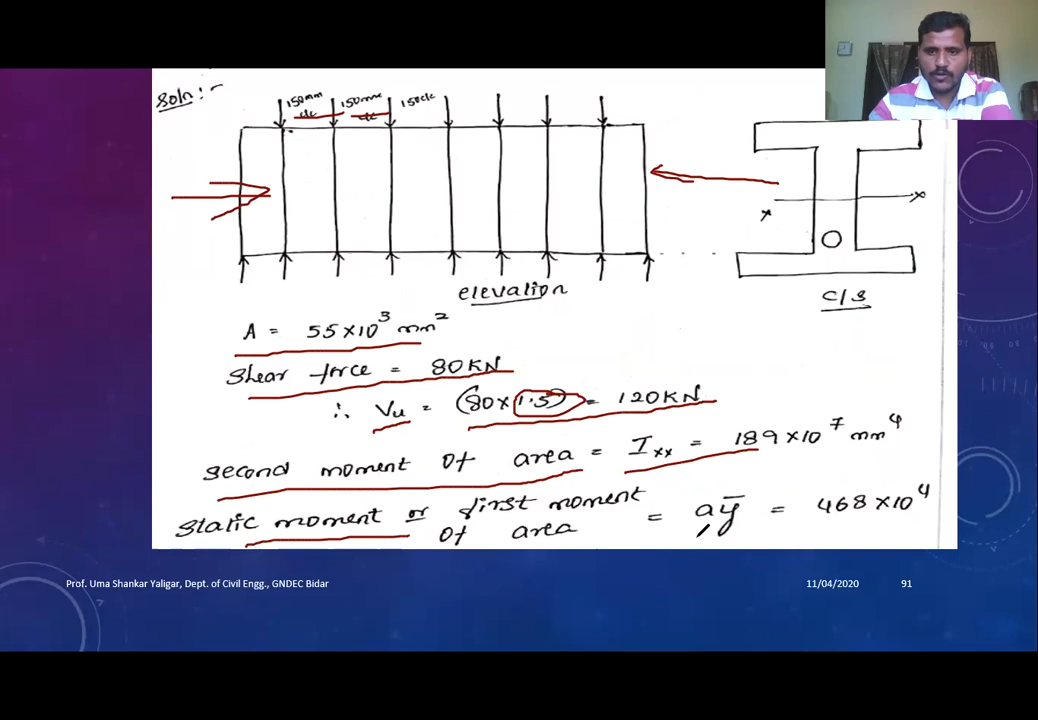 Soln:-
150mm c/c 150mm c/c 150c/c
x x
elevation
c/s
A = 55×10³ mm²
Shear force = 80KN
∴ Vu = (80×1.5) = 120KN
second moment of area = Ixx = 189×10⁷ mm⁴
Static moment or first moment of area = aȳ = 468×10⁴
Prof. Uma Shankar Yaligar, Dept. of Civil Engg., GNDEC Bidar 11/04/2020 91